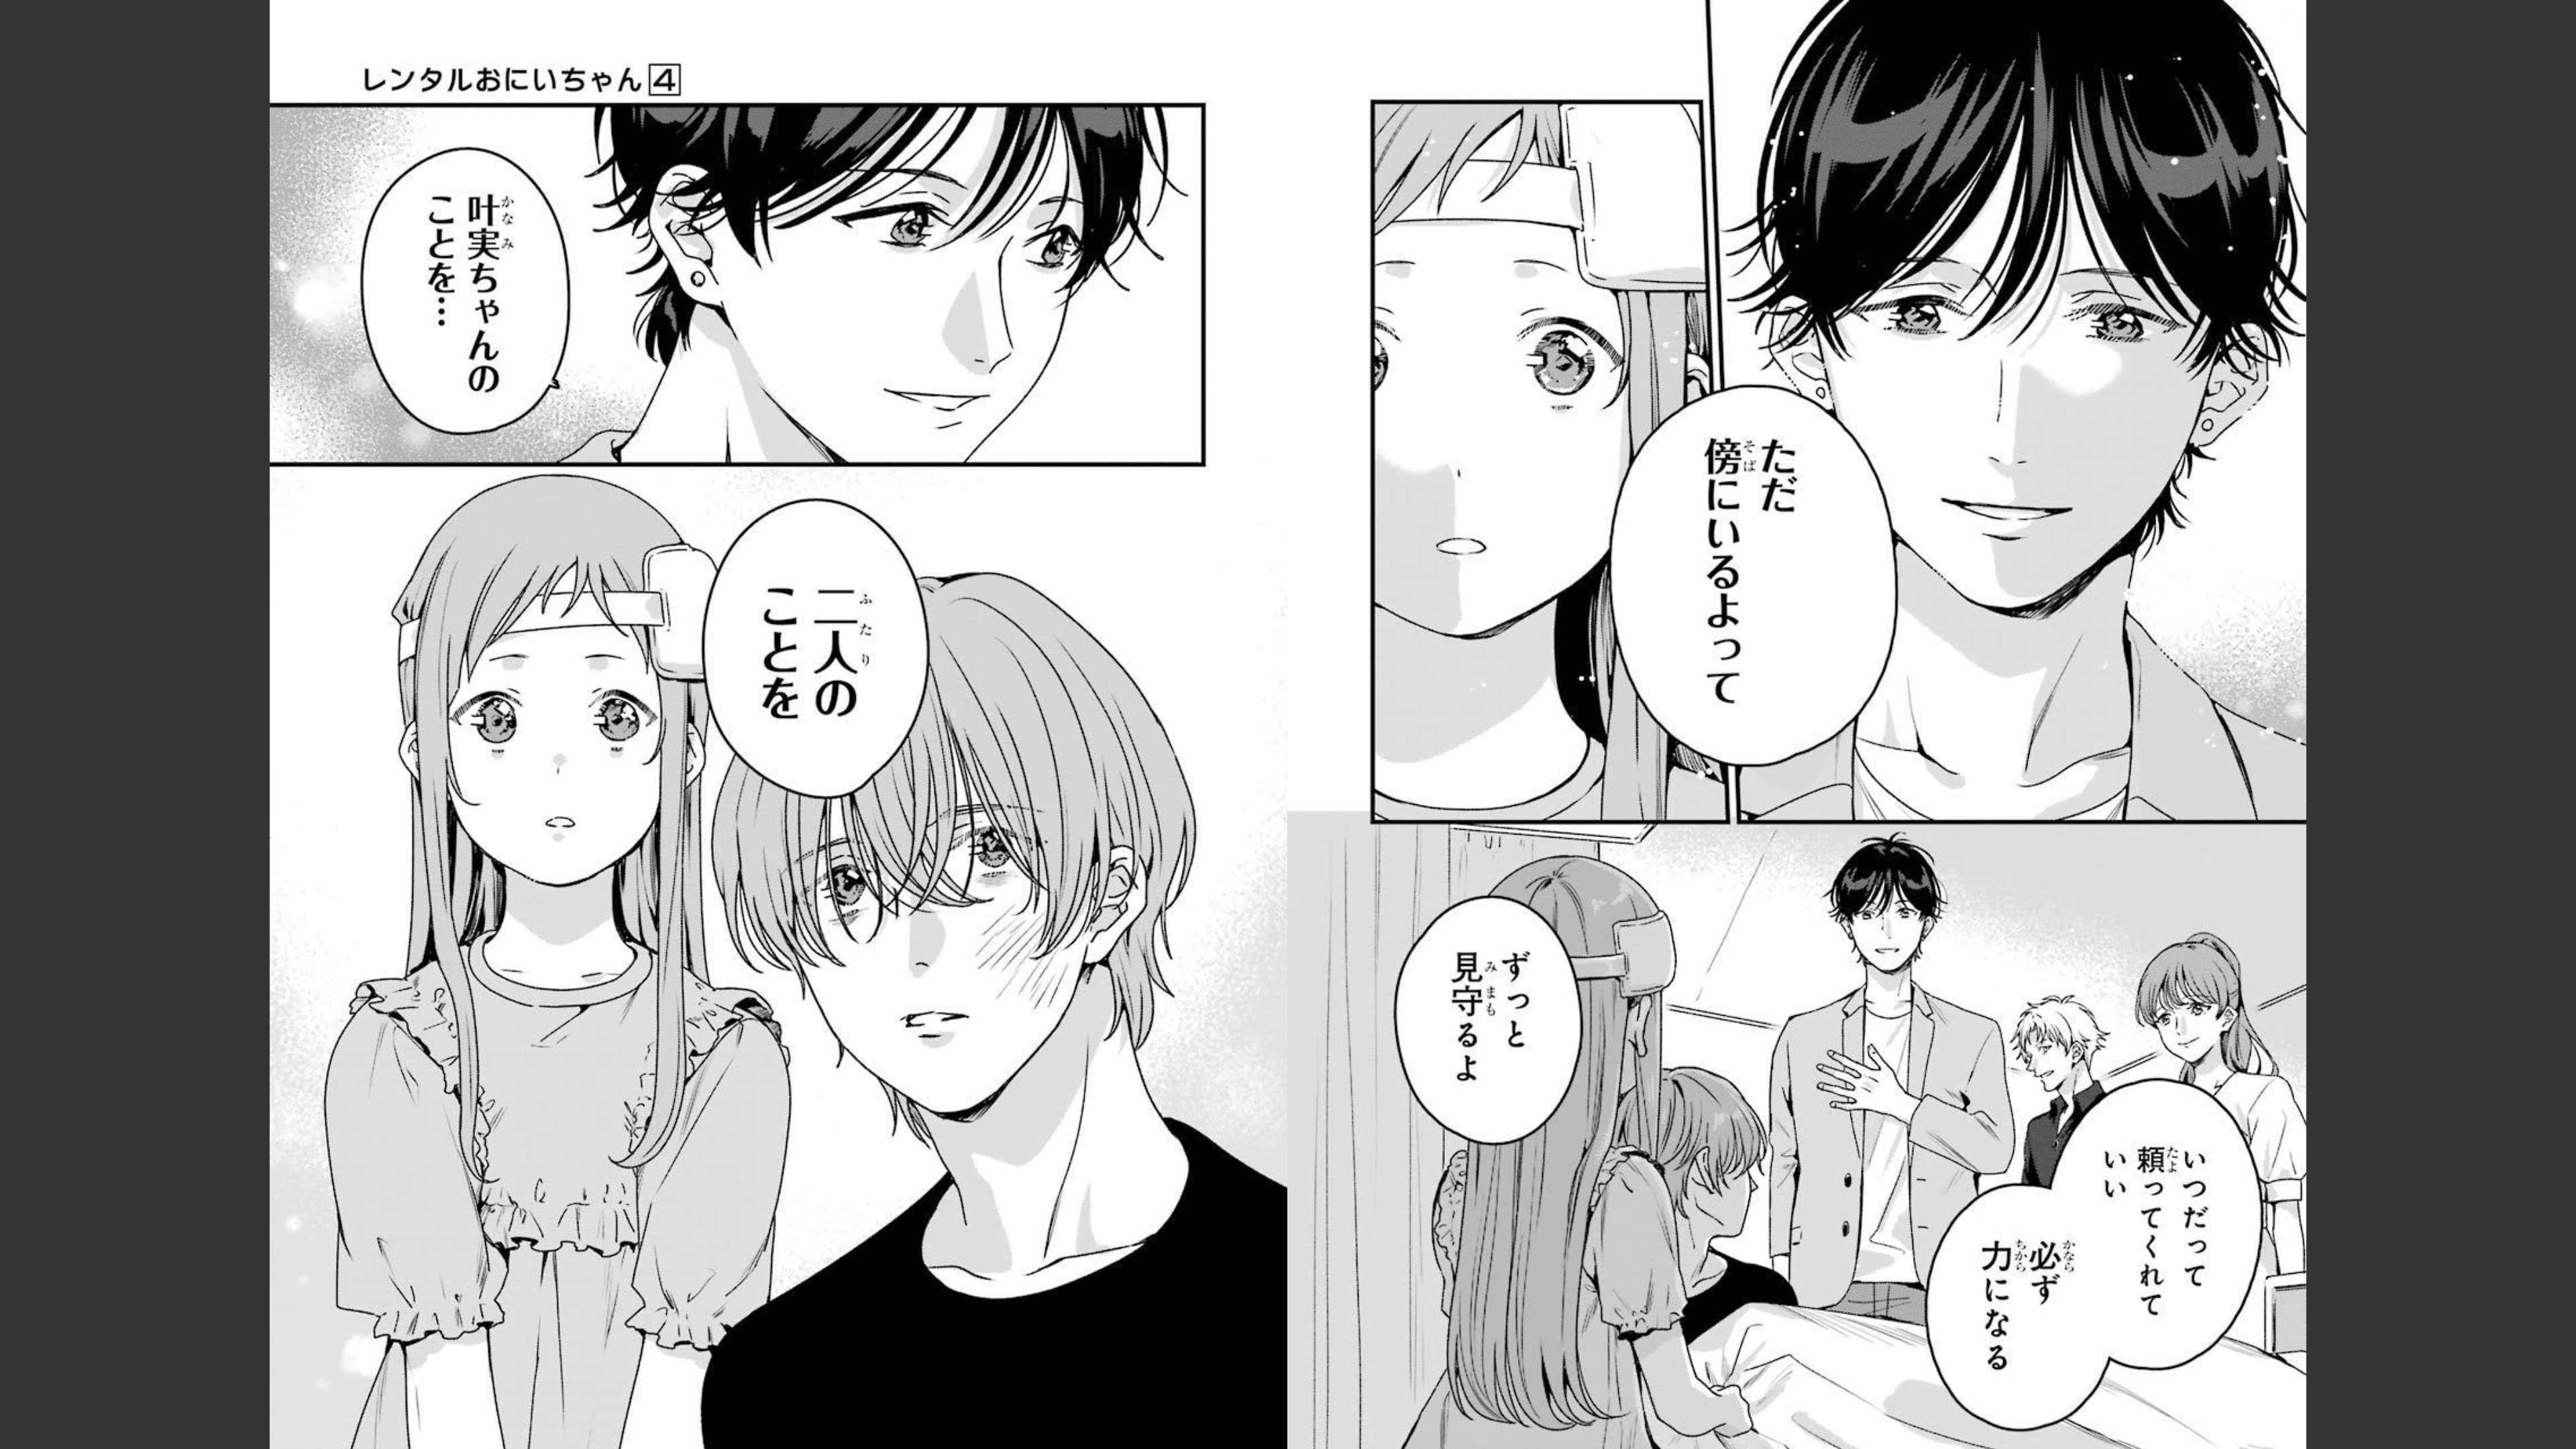 ただ
傍にいるよって
いつだって
頼ってくれて
いい
必ず
力になる
ずっと
見守るよ
レンタルおにいちゃん4
叶実ちゃんの
ことを…
二人の
ことを